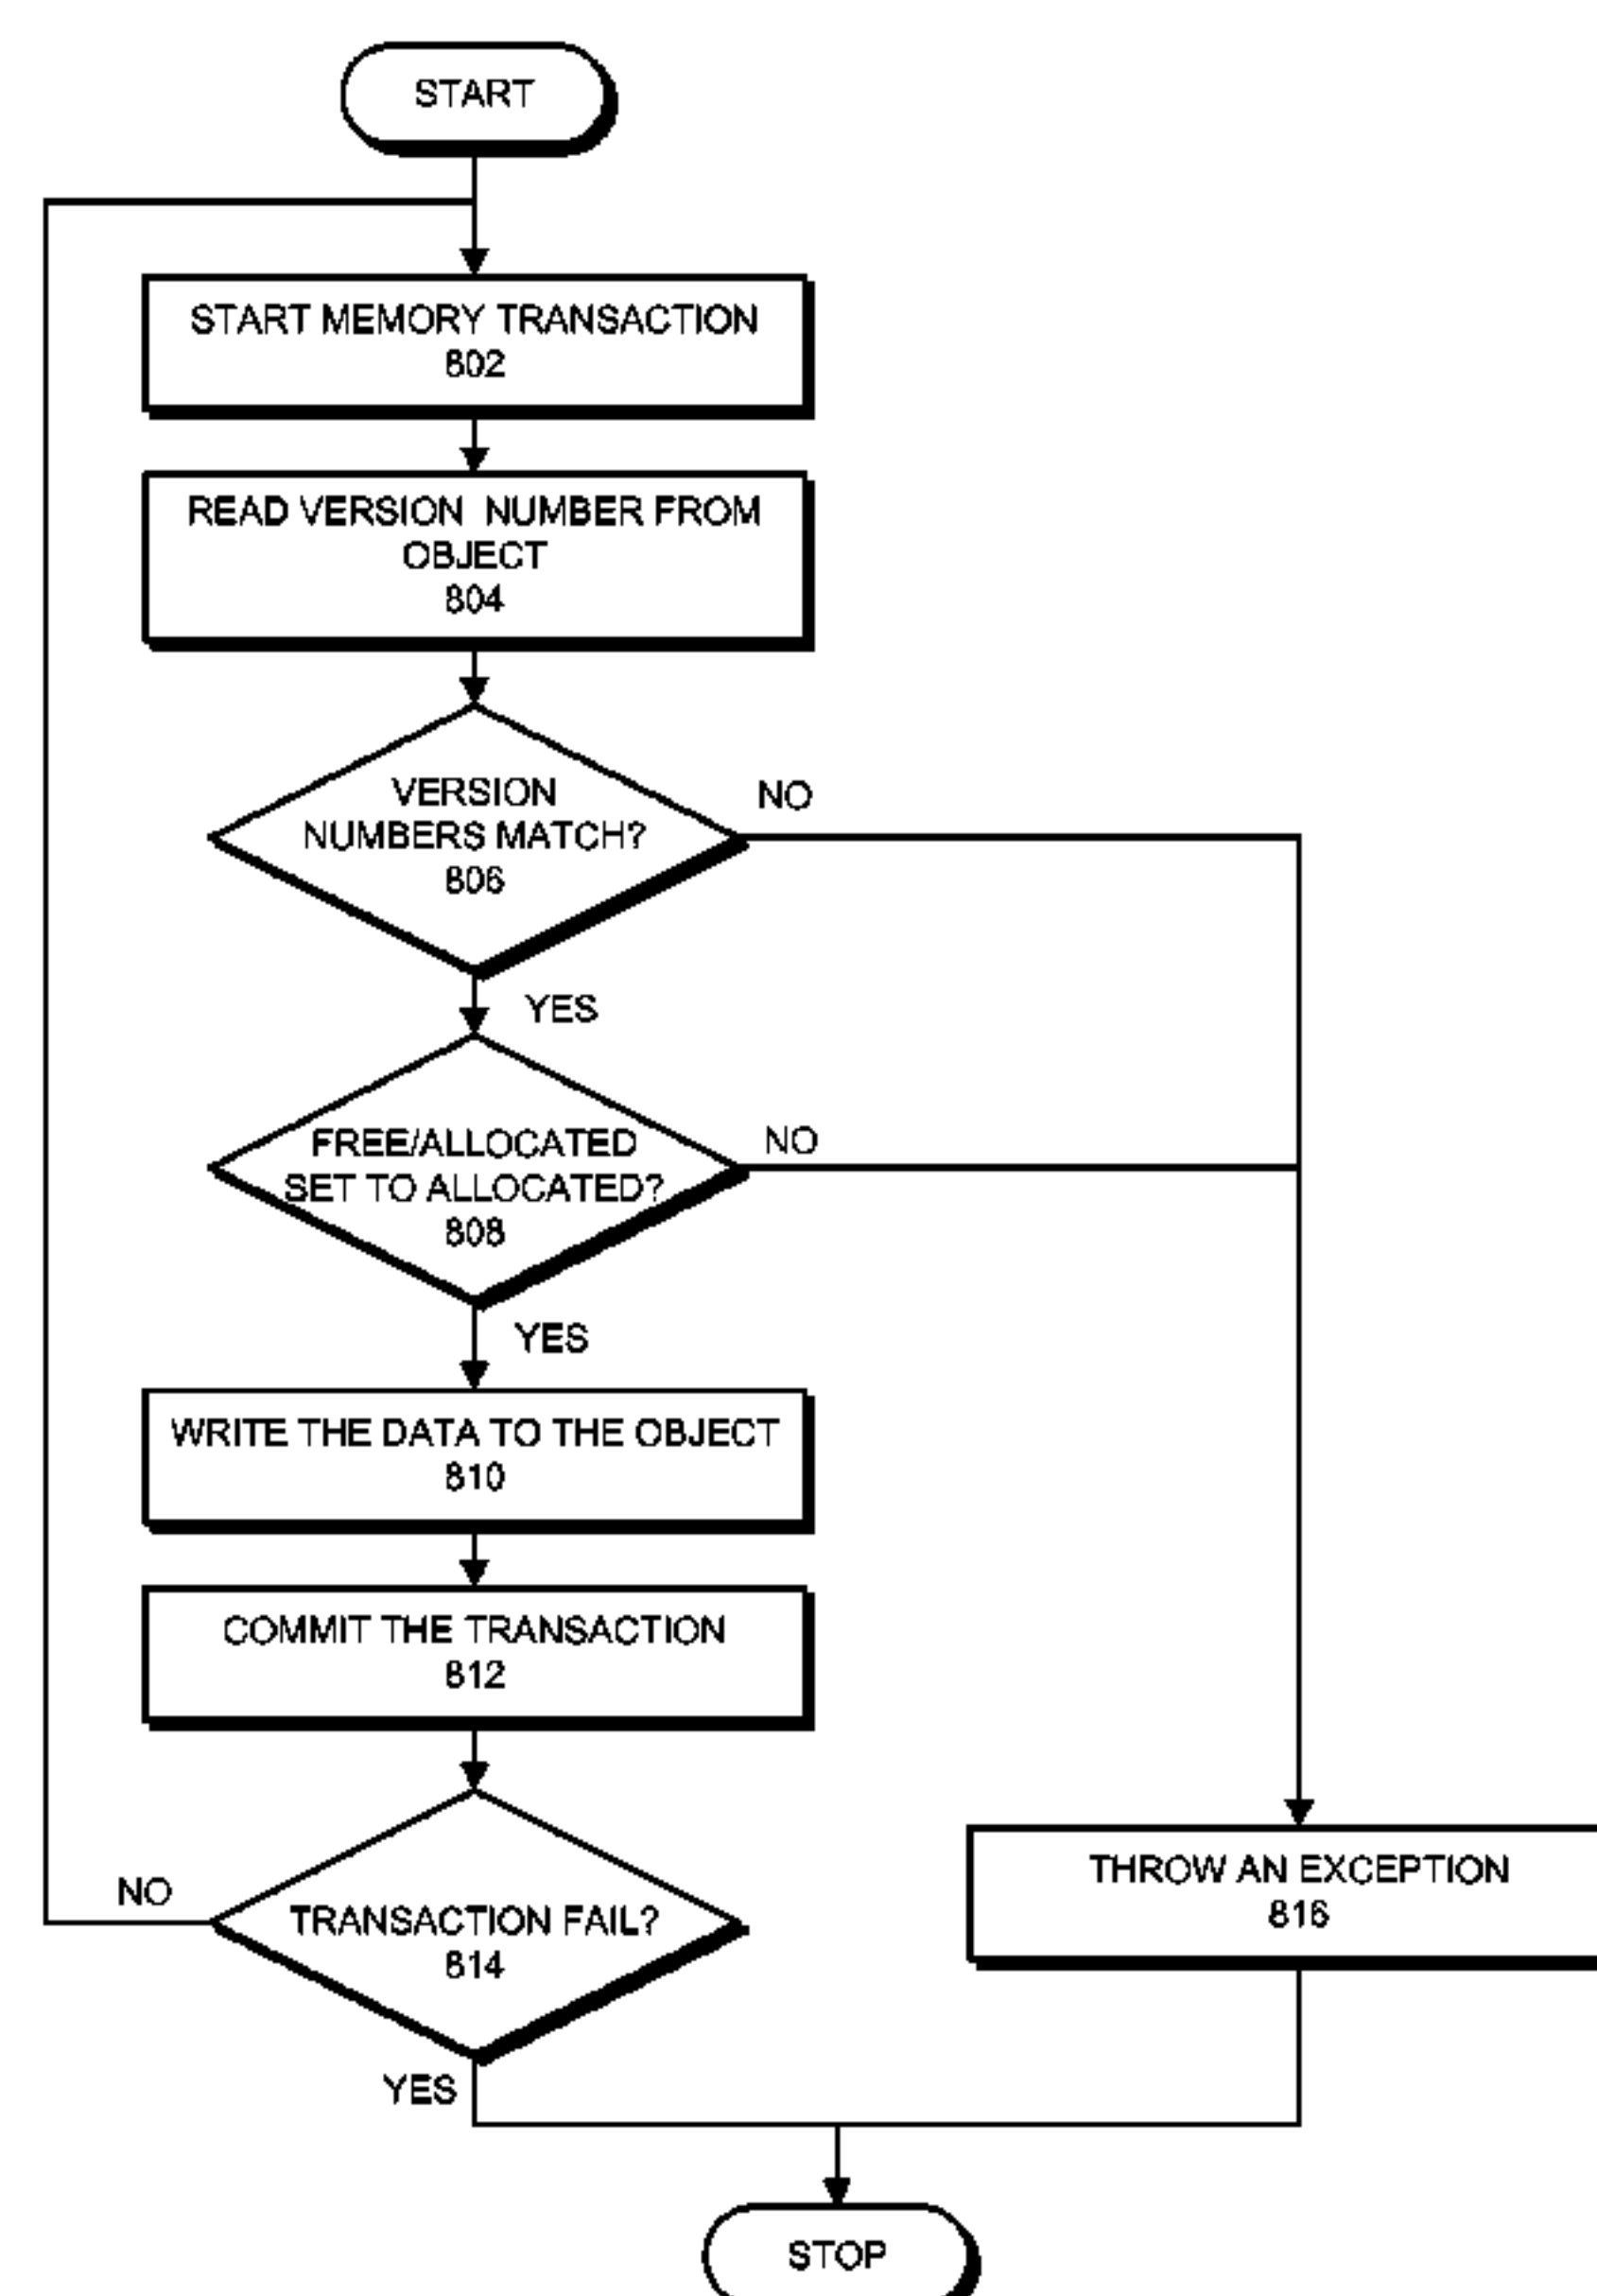 START
START MEMORY TRANSACTION
802
READ VERSION NUMBER FROM
OBJECT
804
VERSION
NUMBERS MATCH?
806
NO
YES
FREE/ALLOCATED
SET TO ALLOCATED?
808
NO
YES
WRITE THE DATA TO THE OBJECT
810
COMMIT THE TRANSACTION
812
TRANSACTION FAIL?
814
NO
YES
THROW AN EXCEPTION
816
STOP